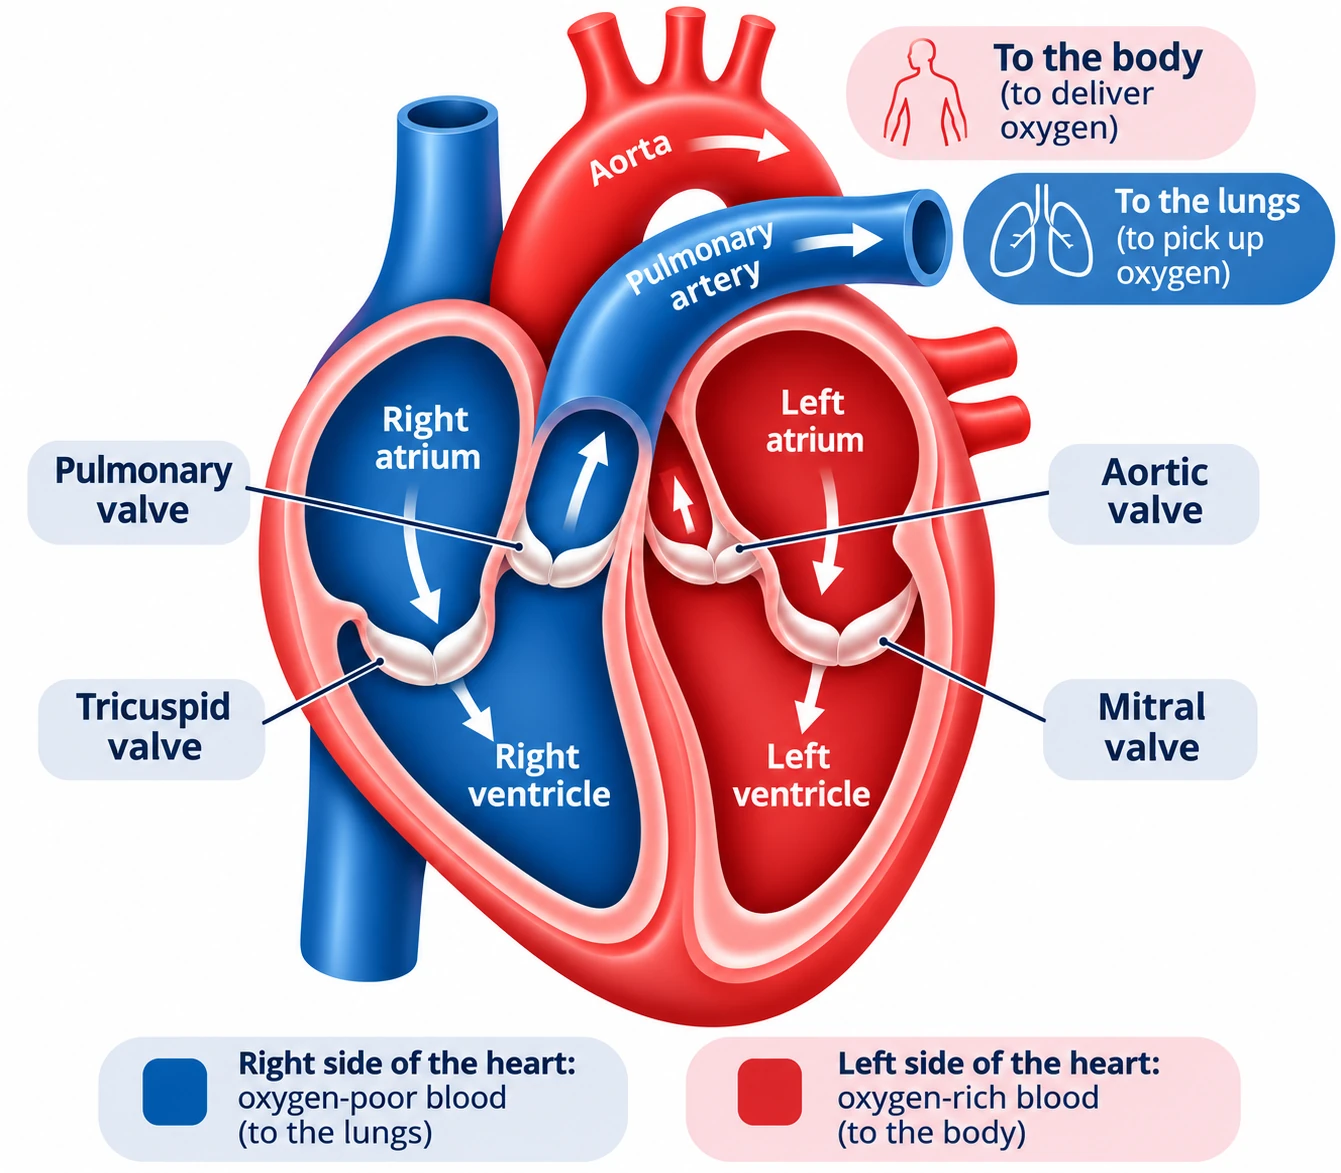 To the body
(to deliver
oxygen)
Aorta
To the lungs
(to pick up
oxygen)
Pulmonary
artery
Right
atrium
Left
atrium
Pulmonary
valve
Aortic
valve
Tricuspid
valve
Mitral
valve
Right
ventricle
Left
ventricle
Right side of the heart:
oxygen-poor blood
(to the lungs)
Left side of the heart:
oxygen-rich blood
(to the body)